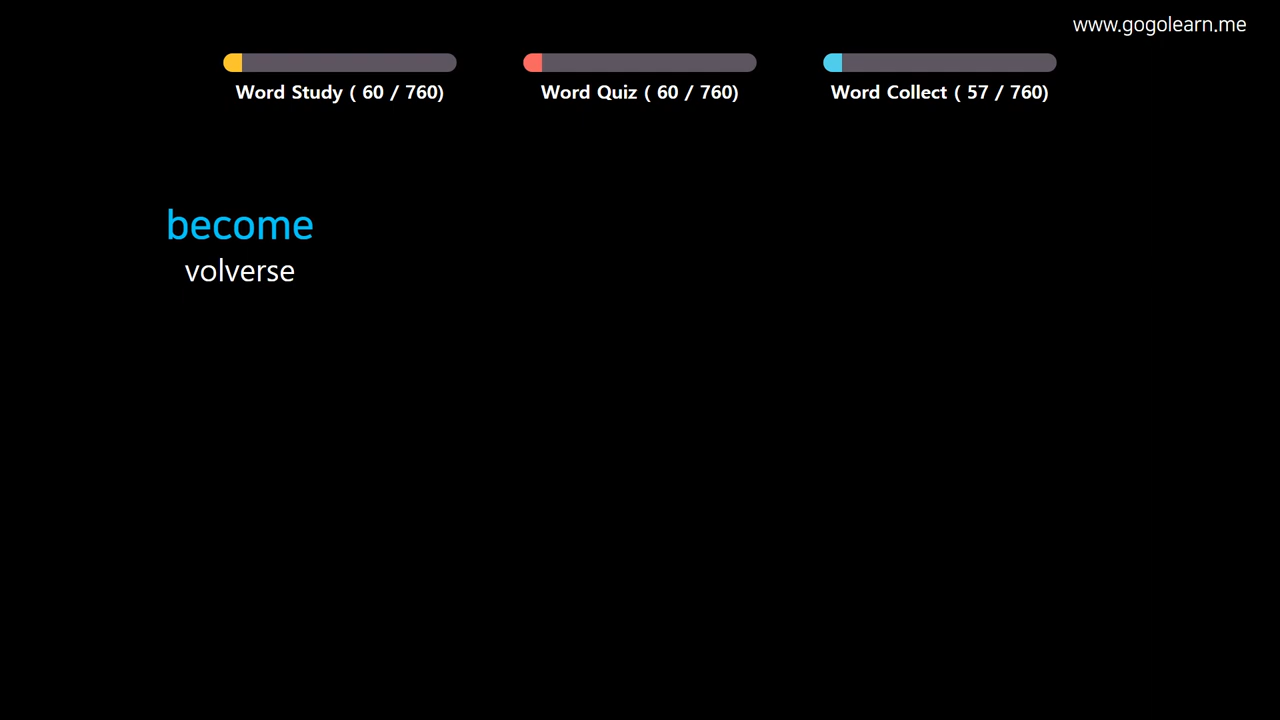 www.gogolearn.me
Word Study ( 60 / 760)
Word Quiz ( 60 / 760)
Word Collect ( 57 / 760)
become
volverse